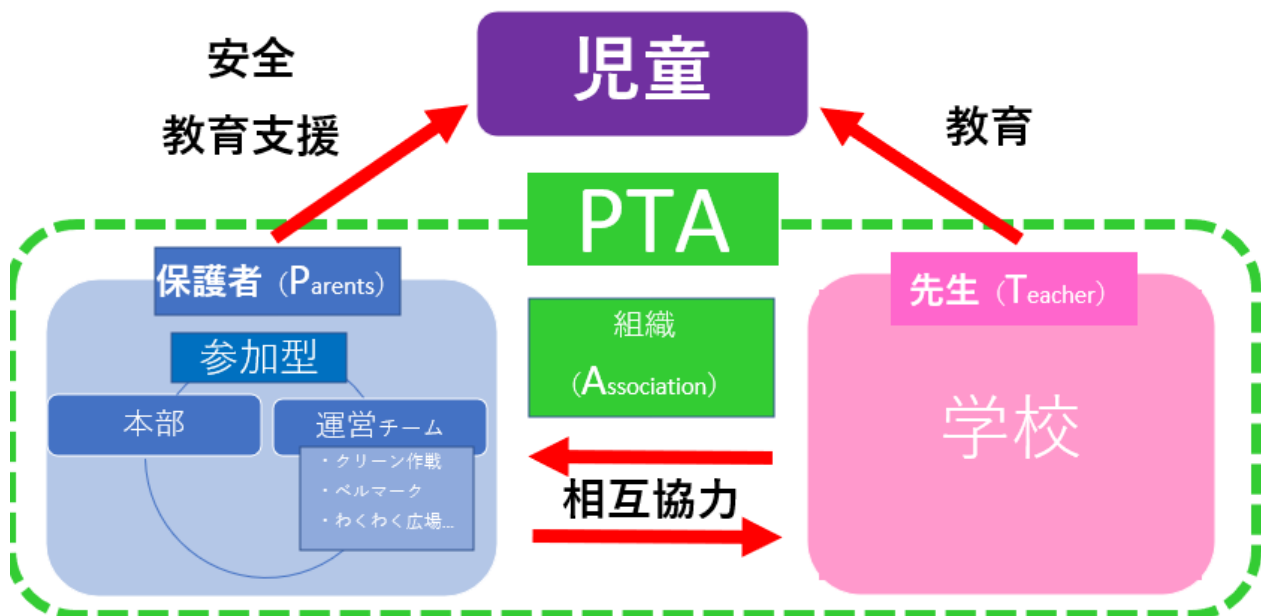 児童
安全
教育支援
教育
PTA
保護者（Parents）
先生（Teacher）
組織
（Association）
参加型
本部
運営チーム
・クリーン作戦
・ベルマーク
・わくわく広場...
学校
相互協力